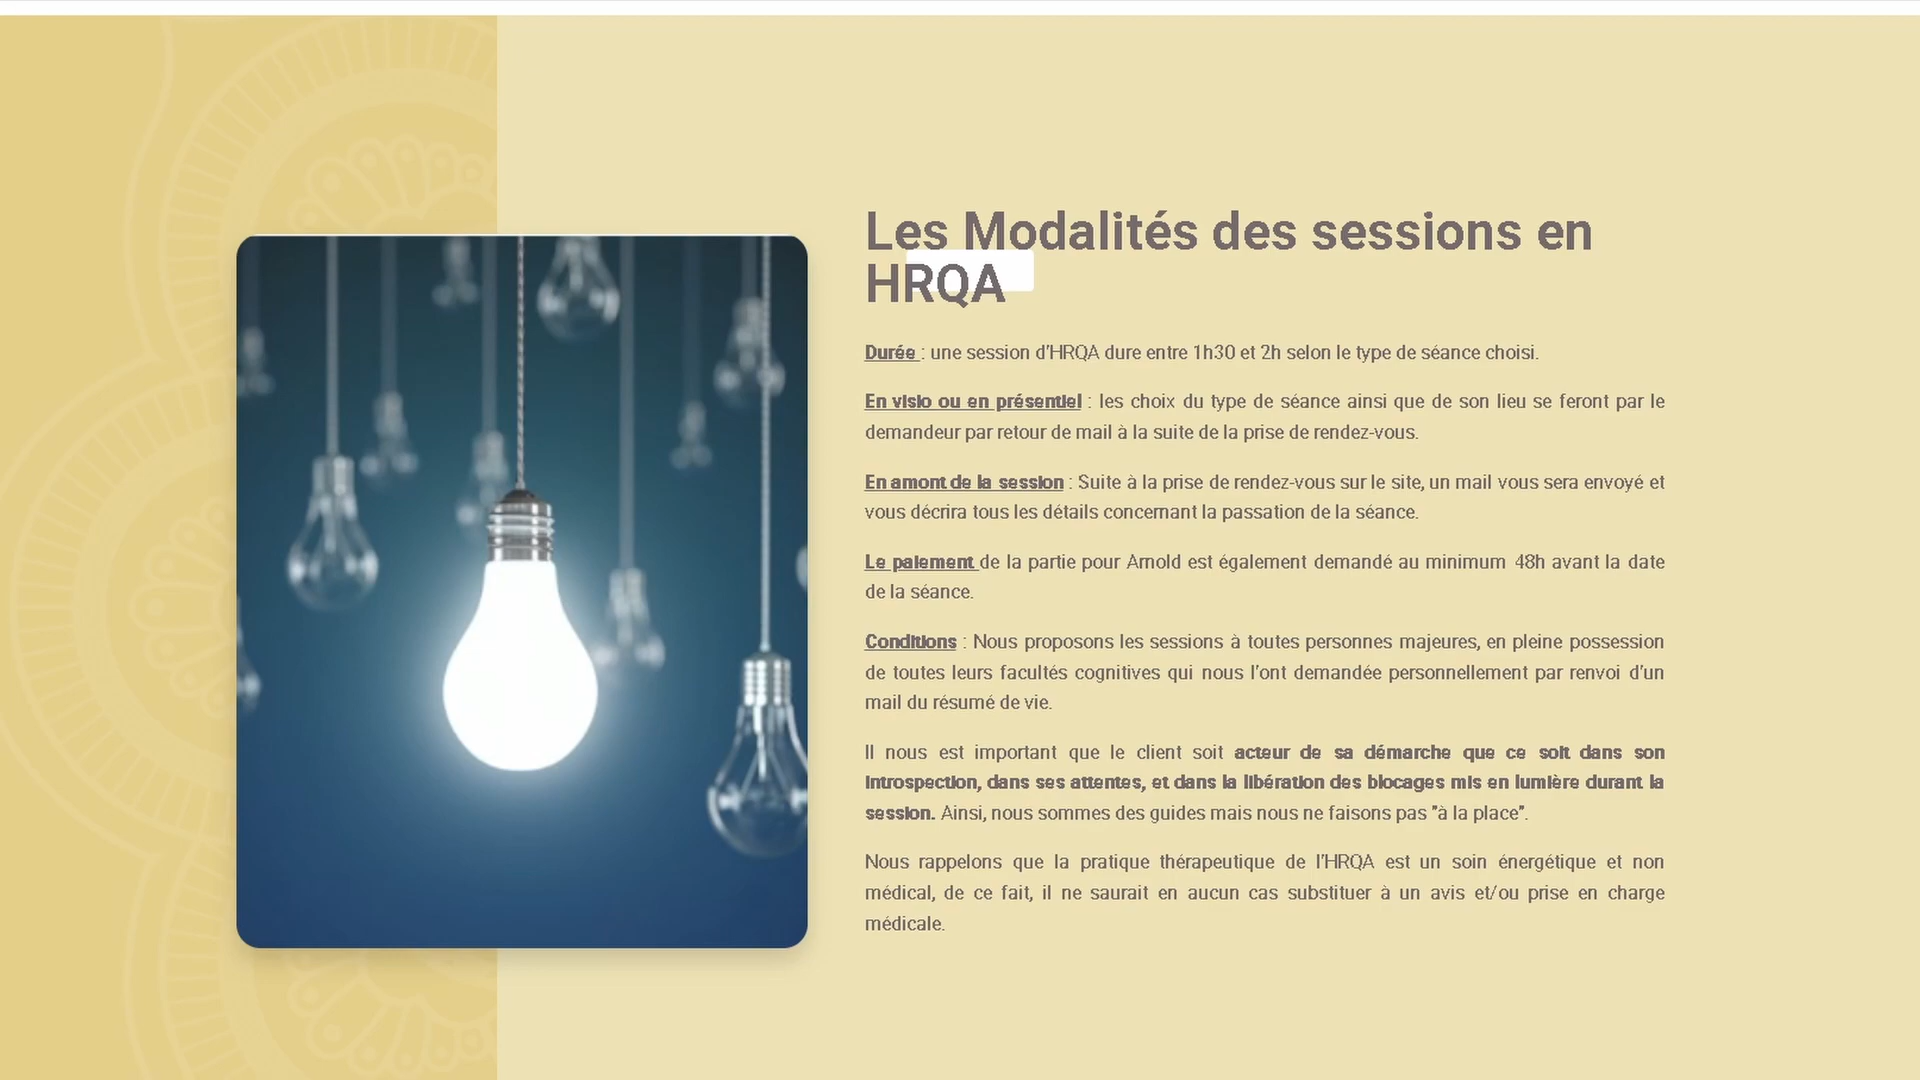 Les Modalités des sessions en
HRQA
Durée : une session d'HRQA dure entre 1h30 et 2h selon le type de séance choisi.
En visio ou en présentiel : les choix du type de séance ainsi que de son lieu se feront par le
demandeur par retour de mail à la suite de la prise de rendez-vous.
En amont de la session : Suite à la prise de rendez-vous sur le site, un mail vous sera envoyé et
vous décrira tous les détails concernant la passation de la séance.
Le paiement de la partie pour Arnold est également demandé au minimum 48h avant la date
de la séance.
Conditions : Nous proposons les sessions à toutes personnes majeures, en pleine possession
de toutes leurs facultés cognitives qui nous l'ont demandée personnellement par renvoi d'un
mail du résumé de vie.
Il nous est important que le client soit acteur de sa démarche que ce soit dans son
introspection, dans ses attentes, et dans la libération des blocages mis en lumière durant la
session. Ainsi, nous sommes des guides mais nous ne faisons pas "à la place".
Nous rappelons que la pratique thérapeutique de l'HRQA est un soin énergétique et non
médical, de ce fait, il ne saurait en aucun cas substituer à un avis et/ou prise en charge
médicale.